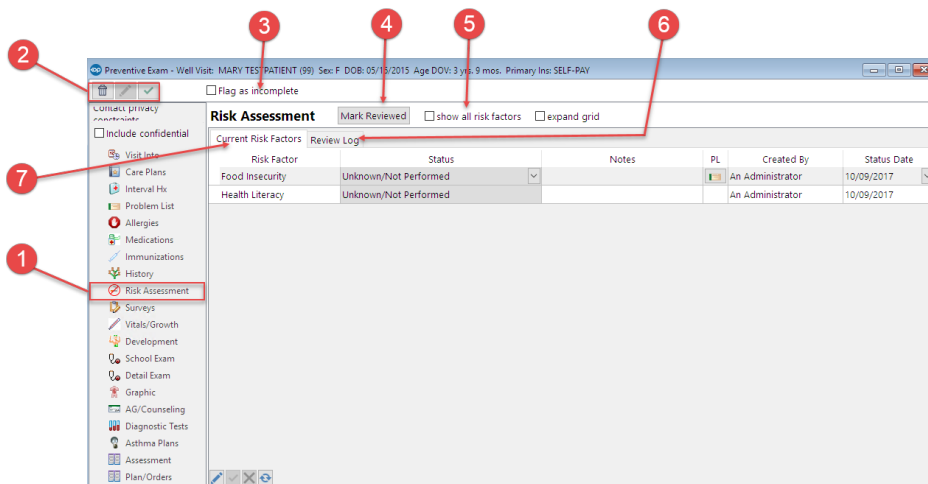 3
4
5
6
2
Preventive Exam - Well Visit: MARY TESTPATIENT (99) Sex: F DOB: 05/15/2015 Age DOV: 3 yrs. 9 mos. Primary Ins: SELF-PAY
Flag as incomplete
Contact privacy
constraints
Risk Assessment Mark Reviewed show all risk factors expand grid
Include confidential
Current Risk Factors Review Log
7
Visit Info
Risk Factor Status Notes PL Created By Status Date
Care Plans
Food Insecurity Unknown/Not Performed An Administrator 10/09/2017
Interval Hx
Health Literacy Unknown/Not Performed An Administrator 10/09/2017
Problem List
Allergies
Medications
1
Immunizations
History
Risk Assessment
Surveys
Vitals/Growth
Development
School Exam
Detail Exam
Graphic
AG/Counseling
Diagnostic Tests
Asthma Plans
Assessment
Plan/Orders